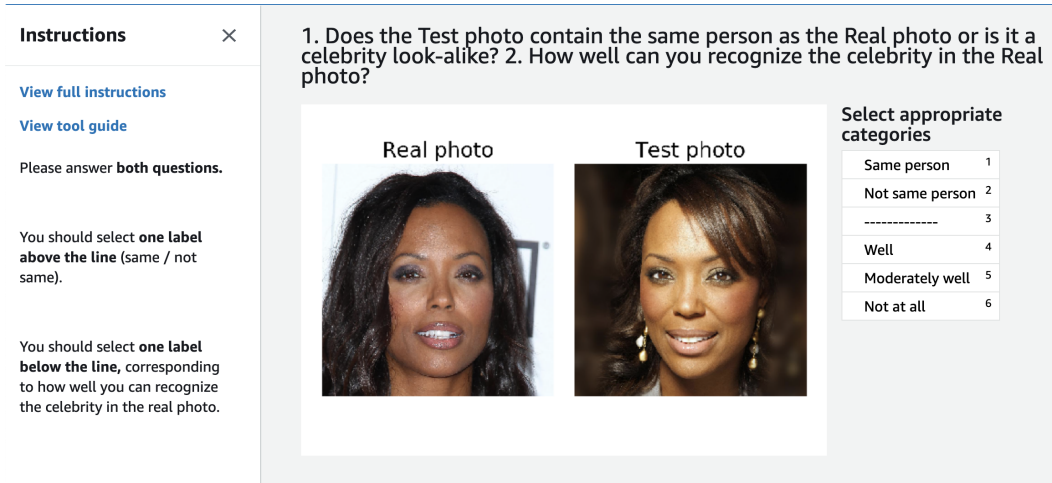 Instructions
View full instructions
View tool guide
Please answer both questions.
You should select one label
above the line (same / not
same).
You should select one label
below the line, corresponding
to how well you can recognize
the celebrity in the real photo.
1. Does the Test photo contain the same person as the Real photo or is it a
celebrity look-alike? 2. How well can you recognize the celebrity in the Real
photo?
Real photo
Test photo
Select appropriate
categories
Same person 1
Not same person 2
------------- 3
Well 4
Moderately well 5
Not at all 6